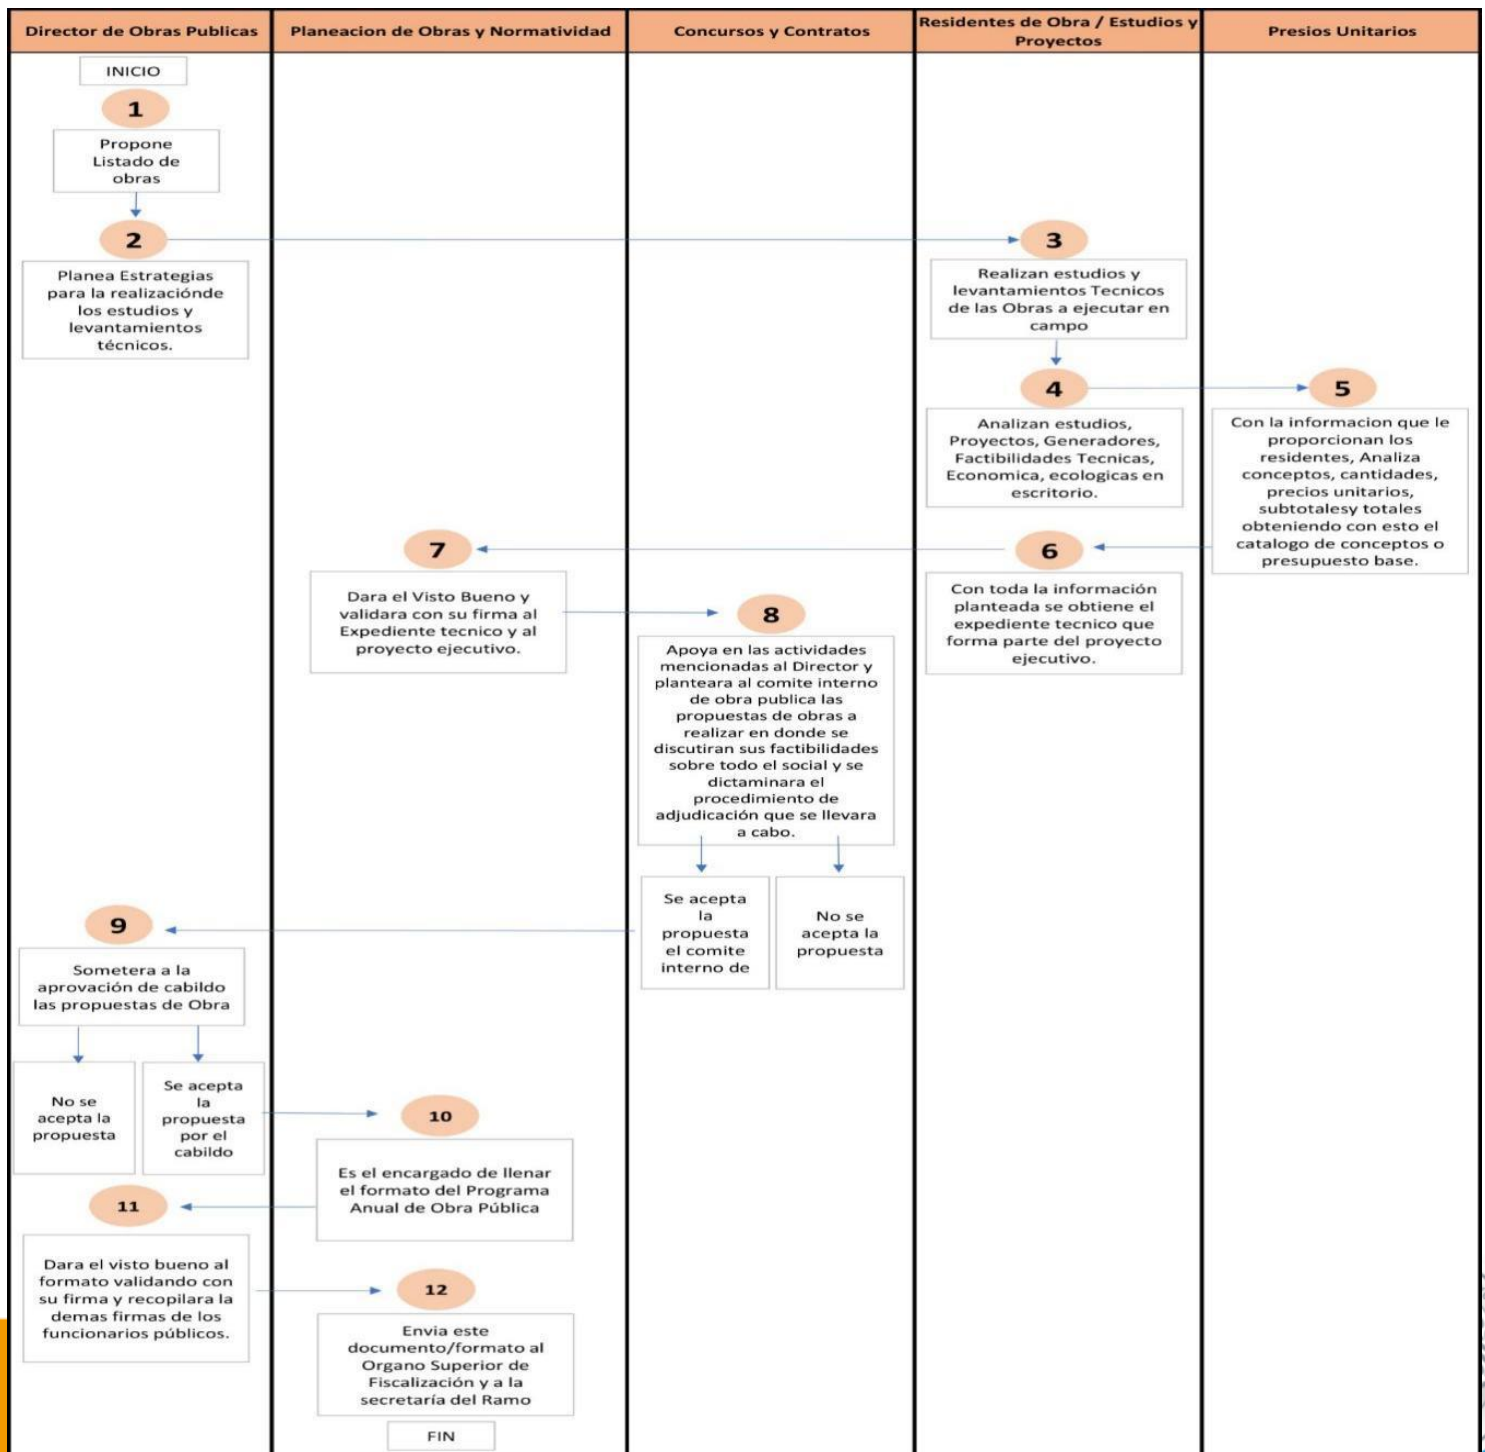 Director de Obras Publicas
Planeacion de Obras y Normatividad
Concursos y Contratos
Residentes de Obra / Estudios y
Proyectos
Presios Unitarios
INICIO
1
Propone
Listado de
obras
2
Planea Estrategias
para la realizaciónde
los estudios y
levantamientos
técnicos.
3
Realizan estudios y
levantamientos Tecnicos
de las Obras a ejecutar en
campo
4
Analizan estudios,
Proyectos, Generadores,
Factibilidades Tecnicas,
Economica, ecologicas en
escritorio.
5
Con la informacion que le
proporcionan los
residentes, Analiza
conceptos, cantidades,
precios unitarios,
subtotalesy totales
obteniendo con esto el
catalogo de conceptos o
presupuesto base.
6
Con toda la información
planteada se obtiene el
expediente tecnico que
forma parte del proyecto
ejecutivo.
7
Dara el Visto Bueno y
validara con su firma al
Expediente tecnico y al
proyecto ejecutivo.
8
Apoya en las actividades
mencionadas al Director y
planteara al comite interno
de obra publica las
propuestas de obras a
realizar en donde se
discutiran sus factibilidades
sobre todo el social y se
dictaminara el
procedimiento de
adjudicación que se llevara
a cabo.
Se acepta
la
propuesta
el comite
interno de
No se
acepta la
propuesta
9
Sometera a la
aprovación de cabildo
las propuestas de Obra
No se
acepta la
propuesta
Se acepta
la
propuesta
por el
cabildo
10
Es el encargado de llenar
el formato del Programa
Anual de Obra Pública
11
Dara el visto bueno al
formato validando con
su firma y recopilara la
demas firmas de los
funcionarios públicos.
12
Envia este
documento/formato al
Organo Superior de
Fiscalización y a la
secretaría del Ramo
FIN